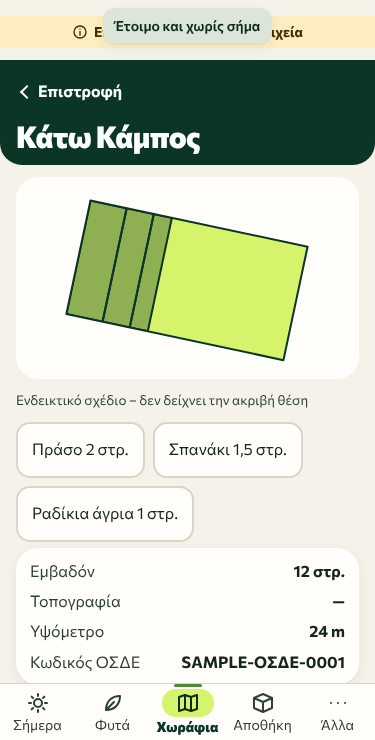 Έτοιμο και χωρίς σήμα
Επιστροφή
Κάτω Κάμπος
Ενδεικτικό σχέδιο – δεν δείχνει την ακριβή θέση
Πράσο 2 στρ.
Σπανάκι 1,5 στρ.
Ραδίκια άγρια 1 στρ.
Εμβαδόν 12 στρ.
Τοπογραφία –
Υψόμετρο 24 m
Κωδικός ΟΣΔΕ SAMPLE-ΟΣΔΕ-0001
Σήμερα Φυτά Χωράφια Αποθήκη Άλλα